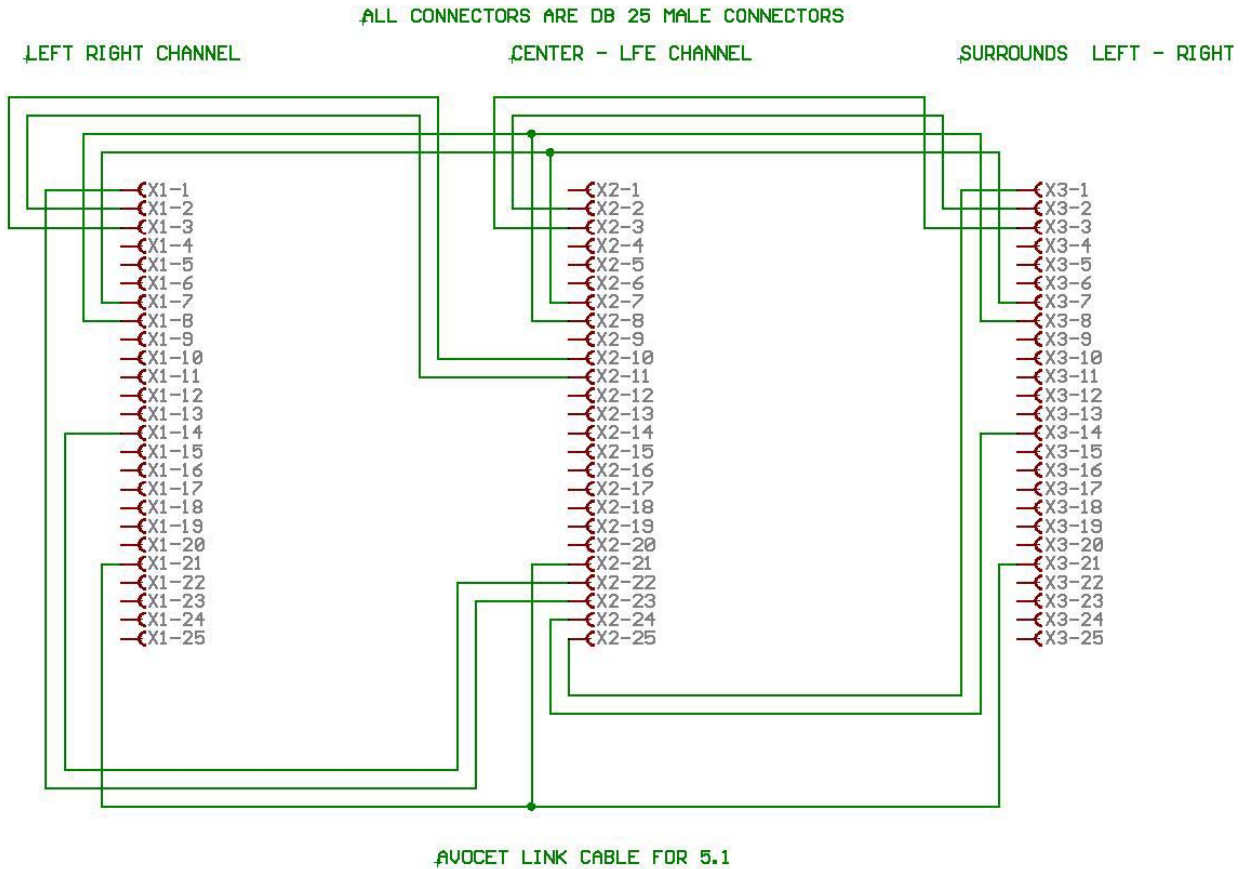 ALL CONNECTORS ARE DB 25 MALE CONNECTORS
LEFT RIGHT CHANNEL
CENTER - LFE CHANNEL
SURROUNDS LEFT - RIGHT
X1-1
X1-2
X1-3
X1-4
X1-5
X1-6
X1-7
X1-8
X1-9
X1-10
X1-11
X1-12
X1-13
X1-14
X1-15
X1-16
X1-17
X1-18
X1-19
X1-20
X1-21
X1-22
X1-23
X1-24
X1-25
X2-1
X2-2
X2-3
X2-4
X2-5
X2-6
X2-7
X2-8
X2-9
X2-10
X2-11
X2-12
X2-13
X2-14
X2-15
X2-16
X2-17
X2-18
X2-19
X2-20
X2-21
X2-22
X2-23
X2-24
X2-25
X3-1
X3-2
X3-3
X3-4
X3-5
X3-6
X3-7
X3-8
X3-9
X3-10
X3-11
X3-12
X3-13
X3-14
X3-15
X3-16
X3-17
X3-18
X3-19
X3-20
X3-21
X3-22
X3-23
X3-24
X3-25
AVOCET LINK CABLE FOR 5.1